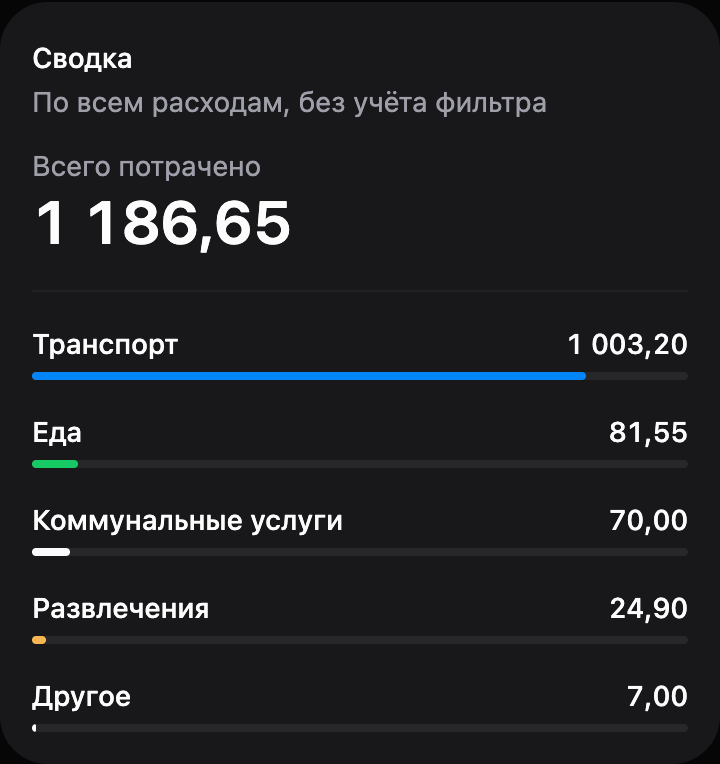 Сводка
По всем расходам, без учёта фильтра
Всего потрачено
1 186,65
Транспорт 1 003,20
Еда 81,55
Коммунальные услуги 70,00
Развлечения 24,90
Другое 7,00